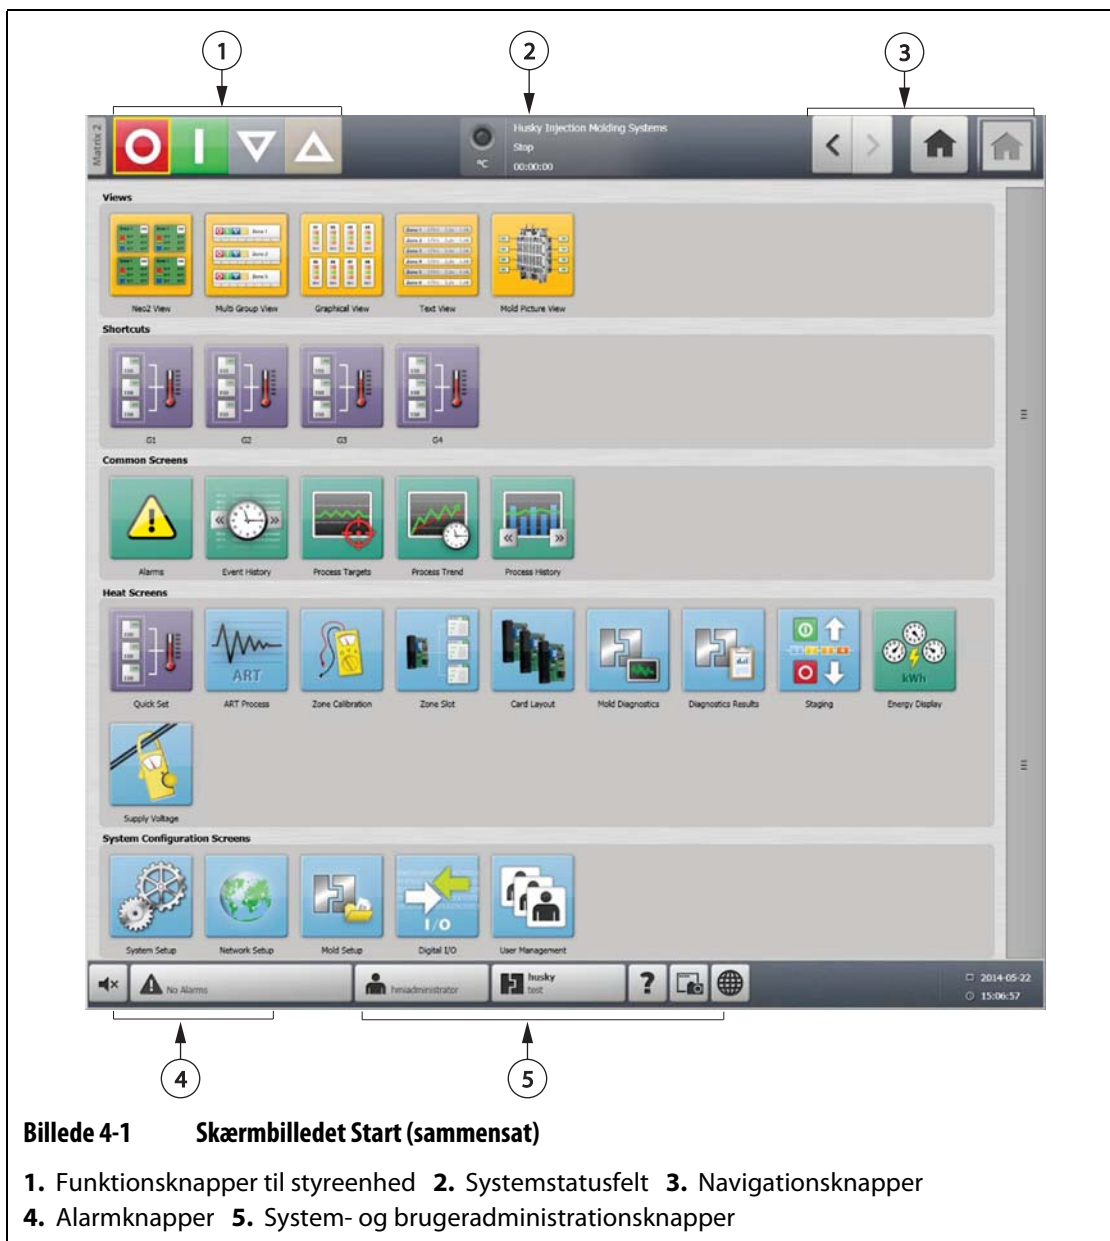 1 2 3
Matrix 2
Husky Injection Molding Systems
Stop
°C 00:00:00
Views
Neo2 View Multi Group View Graphical View Text View Mold Picture View
Shortcuts
G1 G2 G3 G4
Common Screens
Alarms Event History Process Targets Process Trend Process History
Heat Screens
ART
kWh
Quick Set ART Process Zone Calibration Zone Slot Card Layout Mold Diagnostics Diagnostics Results Staging Energy Display
Supply Voltage
System Configuration Screens
I/O
System Setup Network Setup Mold Setup Digital I/O User Management
No Alarms hmiadministrator husky
test
? 2014-05-22
15:06:57
4 5
Billede 4-1 Skærmbilledet Start (sammensat)
1. Funktionsknapper til styreenhed 2. Systemstatusfelt 3. Navigationsknapper
4. Alarmknapper 5. System- og brugeradministrationsknapper